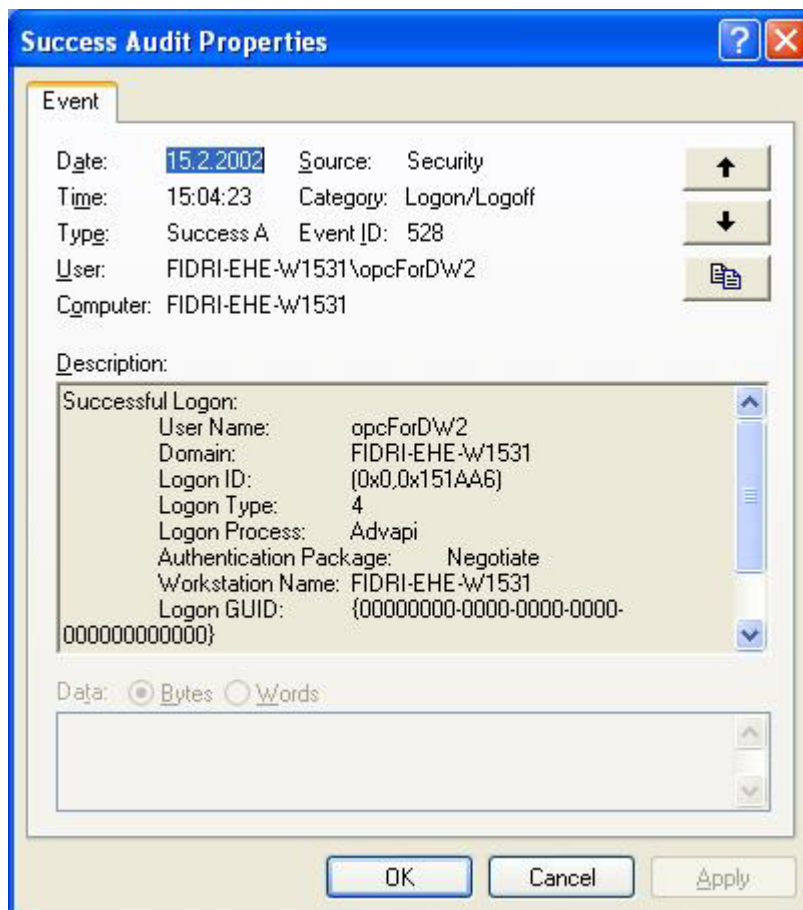 Success Audit Properties
Event
Date: 15.2.2002 Source: Security
Time: 15:04:23 Category: Logon/Logoff
Type: Success A Event ID: 528
User: FIDRI-EHE-W1531\opcForDW2
Computer: FIDRI-EHE-W1531
Description:
Successful Logon:
User Name: opcForDW2
Domain: FIDRI-EHE-W1531
Logon ID: (0x0,0x151AA6)
Logon Type: 4
Logon Process: Advapi
Authentication Package: Negotiate
Workstation Name: FIDRI-EHE-W1531
Logon GUID: {00000000-0000-0000-0000-
000000000000}
Data: Bytes Words
OK Cancel Apply